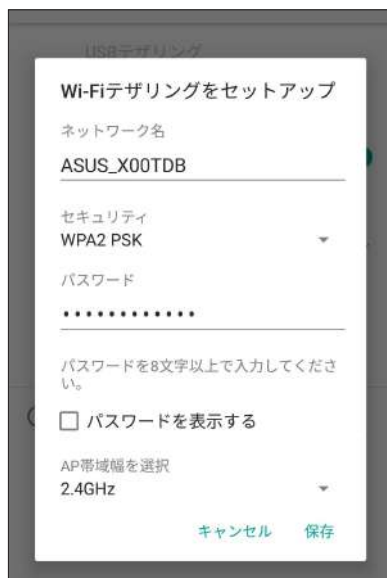 USBテザリング
Wi-Fiテザリングをセットアップ
ネットワーク名
ASUS_X00TDB
セキュリティ
WPA2 PSK
パスワード
••••••••••••
パスワードを8文字以上で入力してくださ
い。
パスワードを表示する
AP帯域幅を選択
2.4GHz
キャンセル 保存